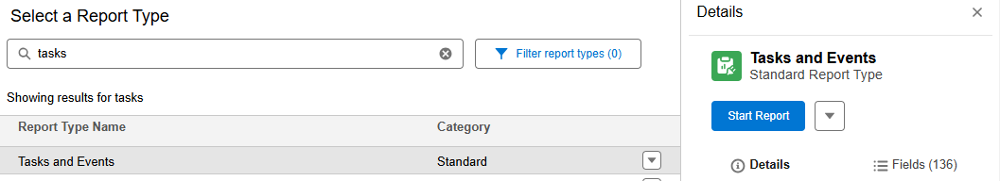 Select a Report Type
tasks
Filter report types (0)
Showing results for tasks
Report Type Name
Category
Tasks and Events
Standard
Details
Tasks and Events
Standard Report Type
Start Report
Details
Fields (136)